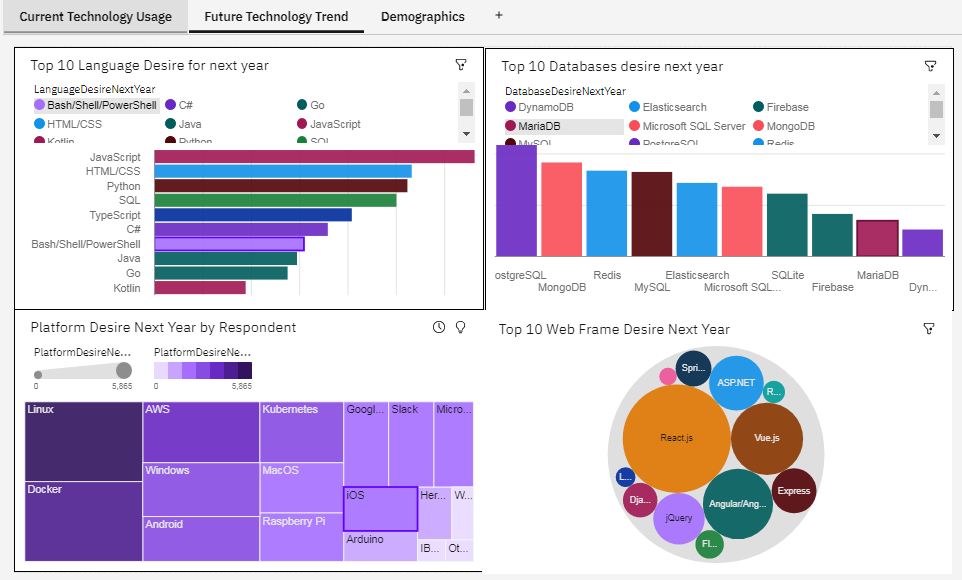 Current Technology Usage
Future Technology Trend
Demographics
+
Top 10 Language Desire for next year
LanguageDesireNextYear
Bash/Shell/PowerShell
C#
Go
HTML/CSS
Java
JavaScript
Kotlin
Python
SQL
JavaScript
HTML/CSS
Python
SQL
TypeScript
C#
Bash/Shell/PowerShell
Java
Go
Kotlin
Top 10 Databases desire next year
DatabaseDesireNextYear
DynamoDB
Elasticsearch
Firebase
MariaDB
Microsoft SQL Server
MongoDB
MySQL
PostgreSQL
Redis
ostgreSQL
Redis
Elasticsearch
SQLite
MariaDB
MongoDB
MySQL
Microsoft SQL...
Firebase
Dyn...
Platform Desire Next Year by Respondent
PlatformDesireNe...
0
5,865
PlatformDesireNe...
0
5,865
Linux
AWS
Kubernetes
Googl...
Slack
Micro...
Windows
MacOS
Docker
iOS
Her...
W...
Android
Raspberry Pi
Arduino
IB...
Ot...
Top 10 Web Frame Desire Next Year
Spri...
ASP.NET
R...
React.js
Vue.js
L...
Dja...
jQuery
Angular/Ang...
Express
Fl...